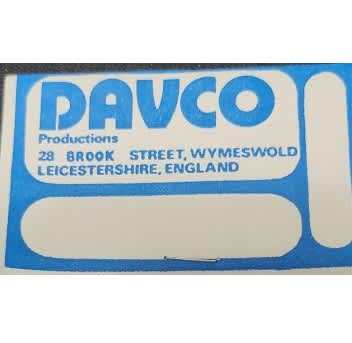 DAVCO
Productions
28 BROOK STREET, WYMESWOLD
LEICESTERSHIRE, ENGLAND